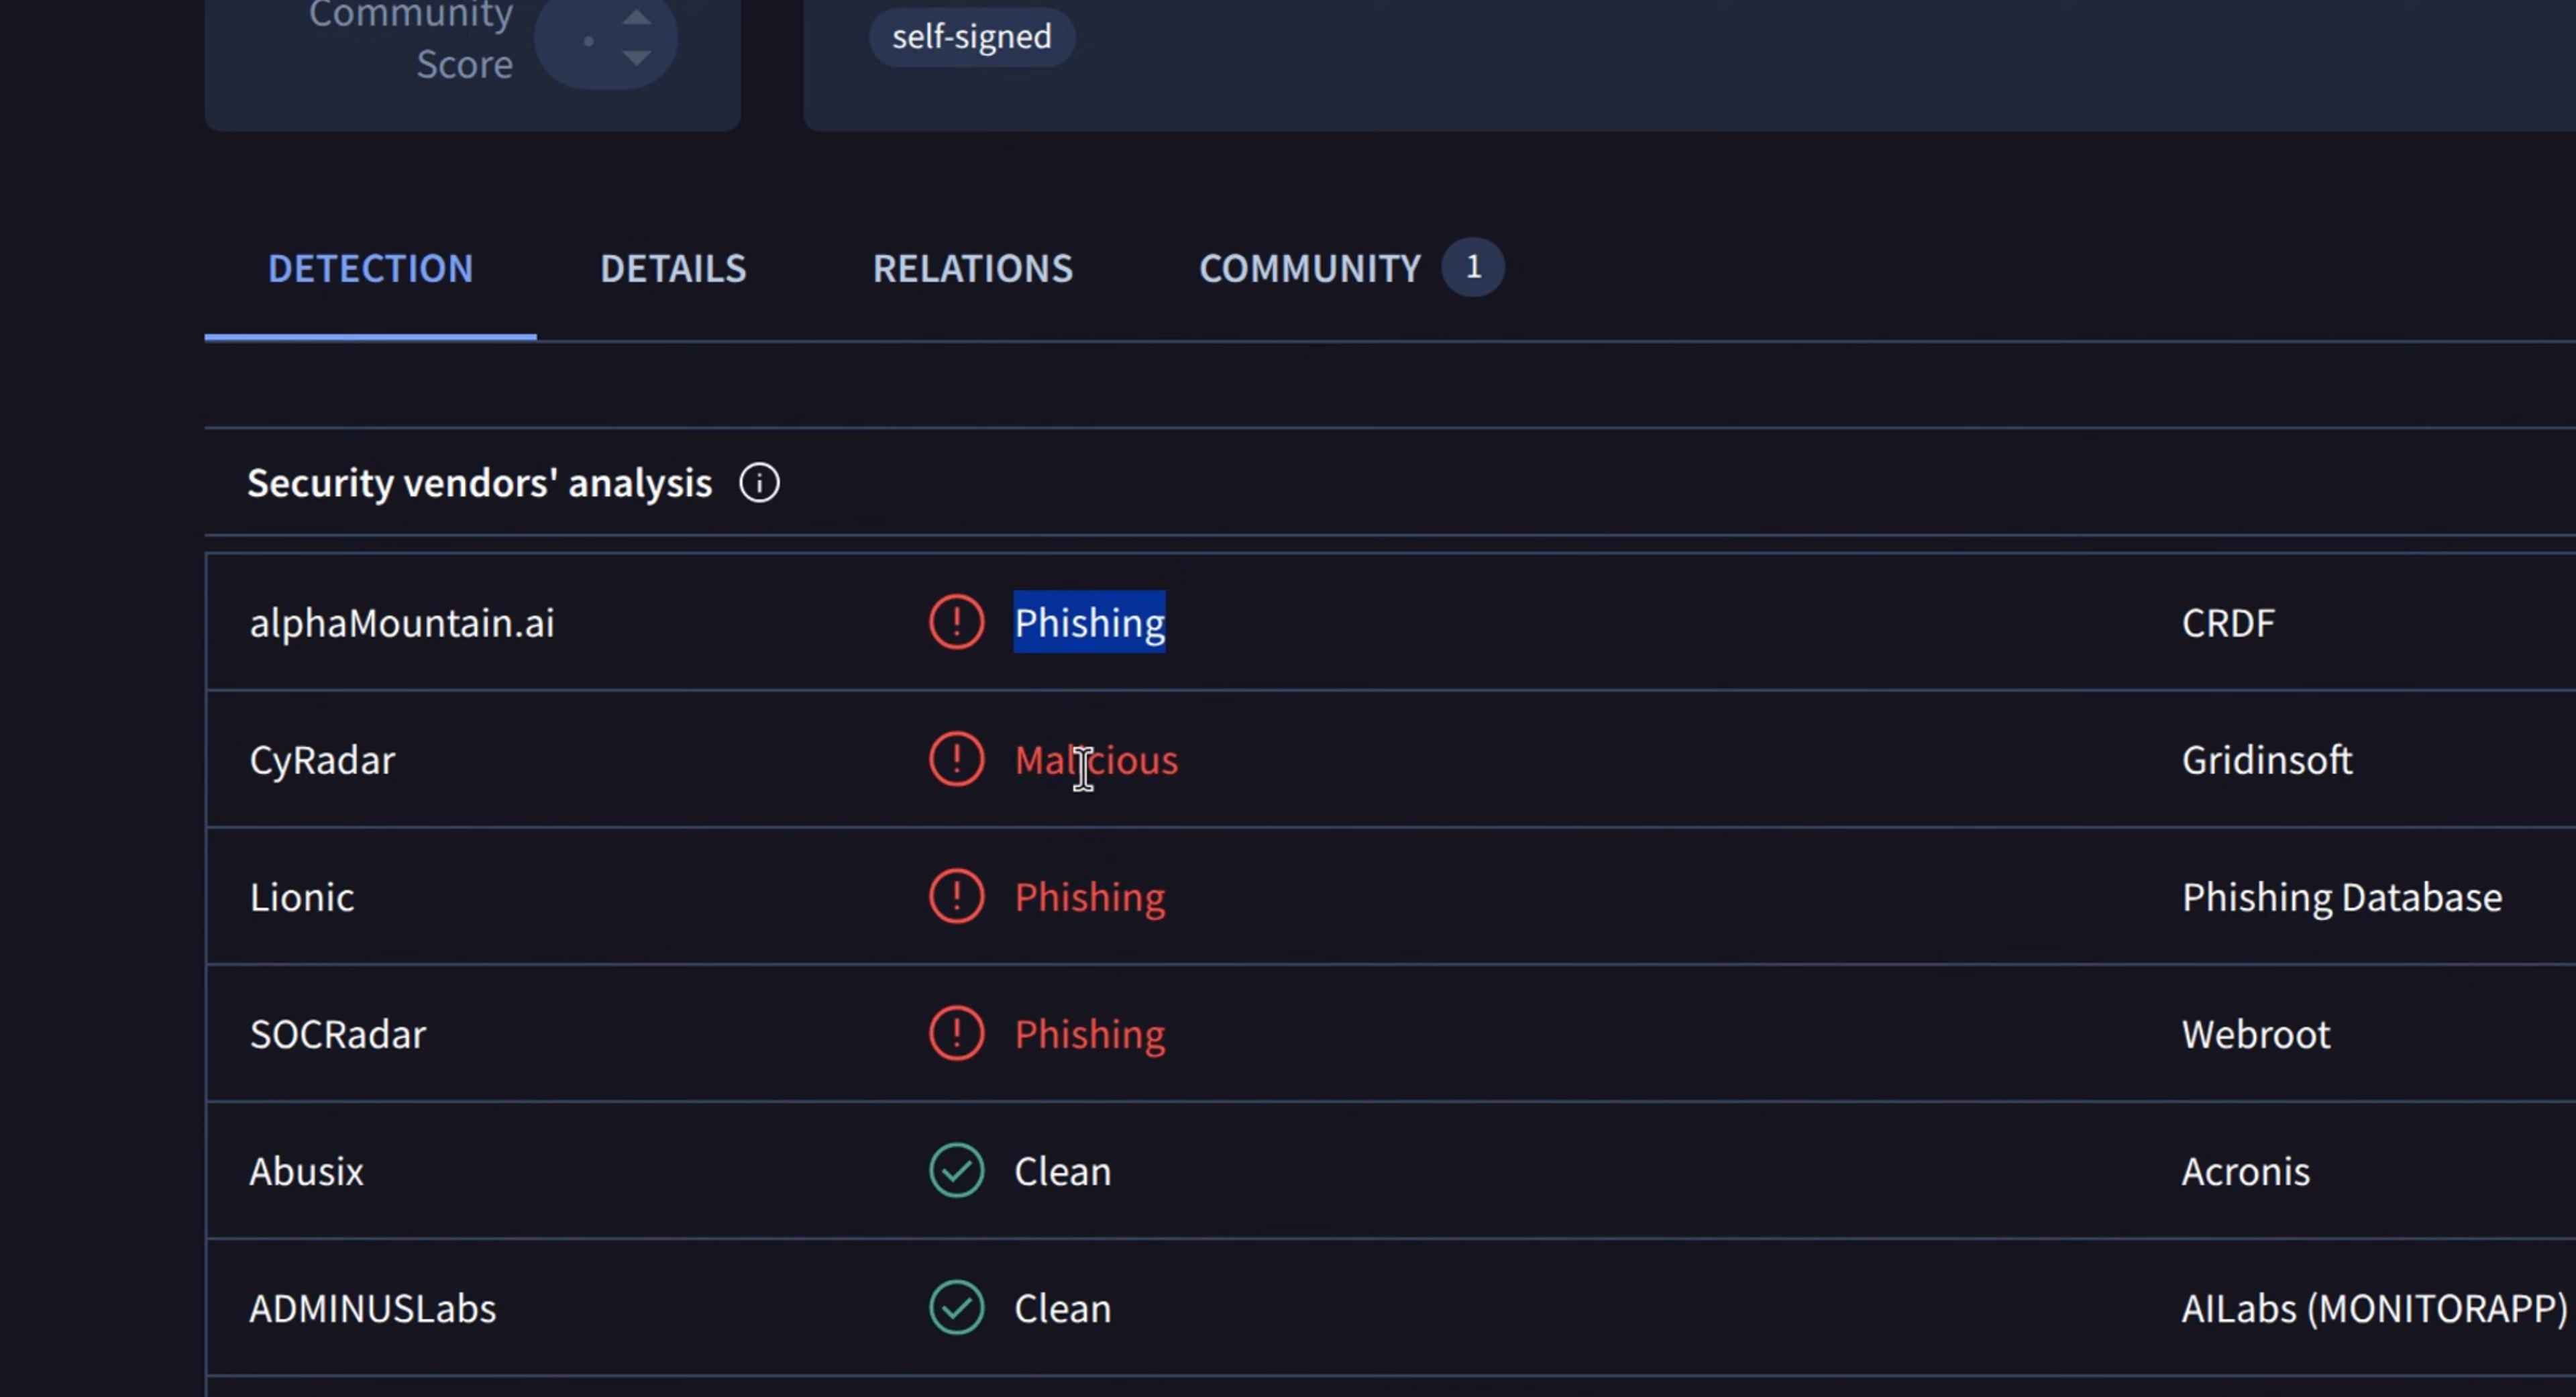 Community
Score
self-signed
DETECTION DETAILS RELATIONS COMMUNITY 1
Security vendors' analysis
alphaMountain.ai Phishing CRDF
CyRadar Malicious Gridinsoft
Lionic Phishing Phishing Database
SOCRadar Phishing Webroot
Abusix Clean Acronis
ADMINUSLabs Clean AILabs (MONITORAPP)